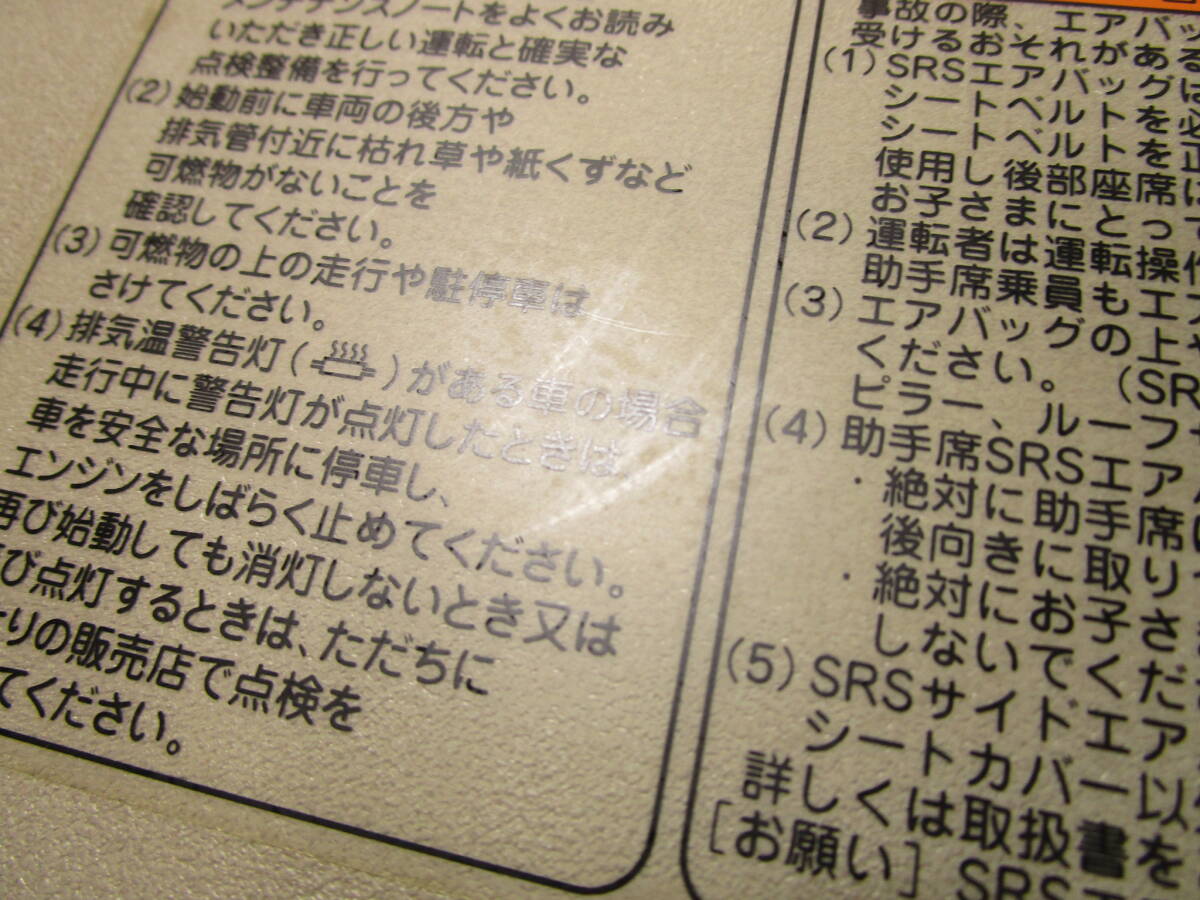 メンテナンスノートをよくお読み
いただき正しい運転と確実な
点検整備を行ってください。
(2)始動前に車両の後方や
排気管付近に枯れ草や紙くずなど
可燃物がないことを
確認してください。
(3)可燃物の上の走行や駐停車は
さけてください。
(4)排気温警告灯( )がある車の場合
走行中に警告灯が点灯したときは
車を安全な場所に停車し、
エンジンをしばらく止めてください。
再び始動しても消灯しないとき又は
び点灯するときは、ただちに
りの販売店で点検を
てください。
事故の際、エアバッ
受けるおそれがある
(1)SRSエアバッグは
シートベルトを必
シートベルトを正
使用し後部座席に
お子さまにとって
(2)運転者は運転操作
助手席乗員もエア
(3)エアバッグの上や
ください。(SR
ピラー、ルーフサ
(4)助手席SRSエア
・絶対に助手席に
後向きに取りつ
・絶対にお子さ
しないでくだ
(5)SRSサイドエア
シートカバー以
詳しくは取扱書を
[お願い]SRSエ